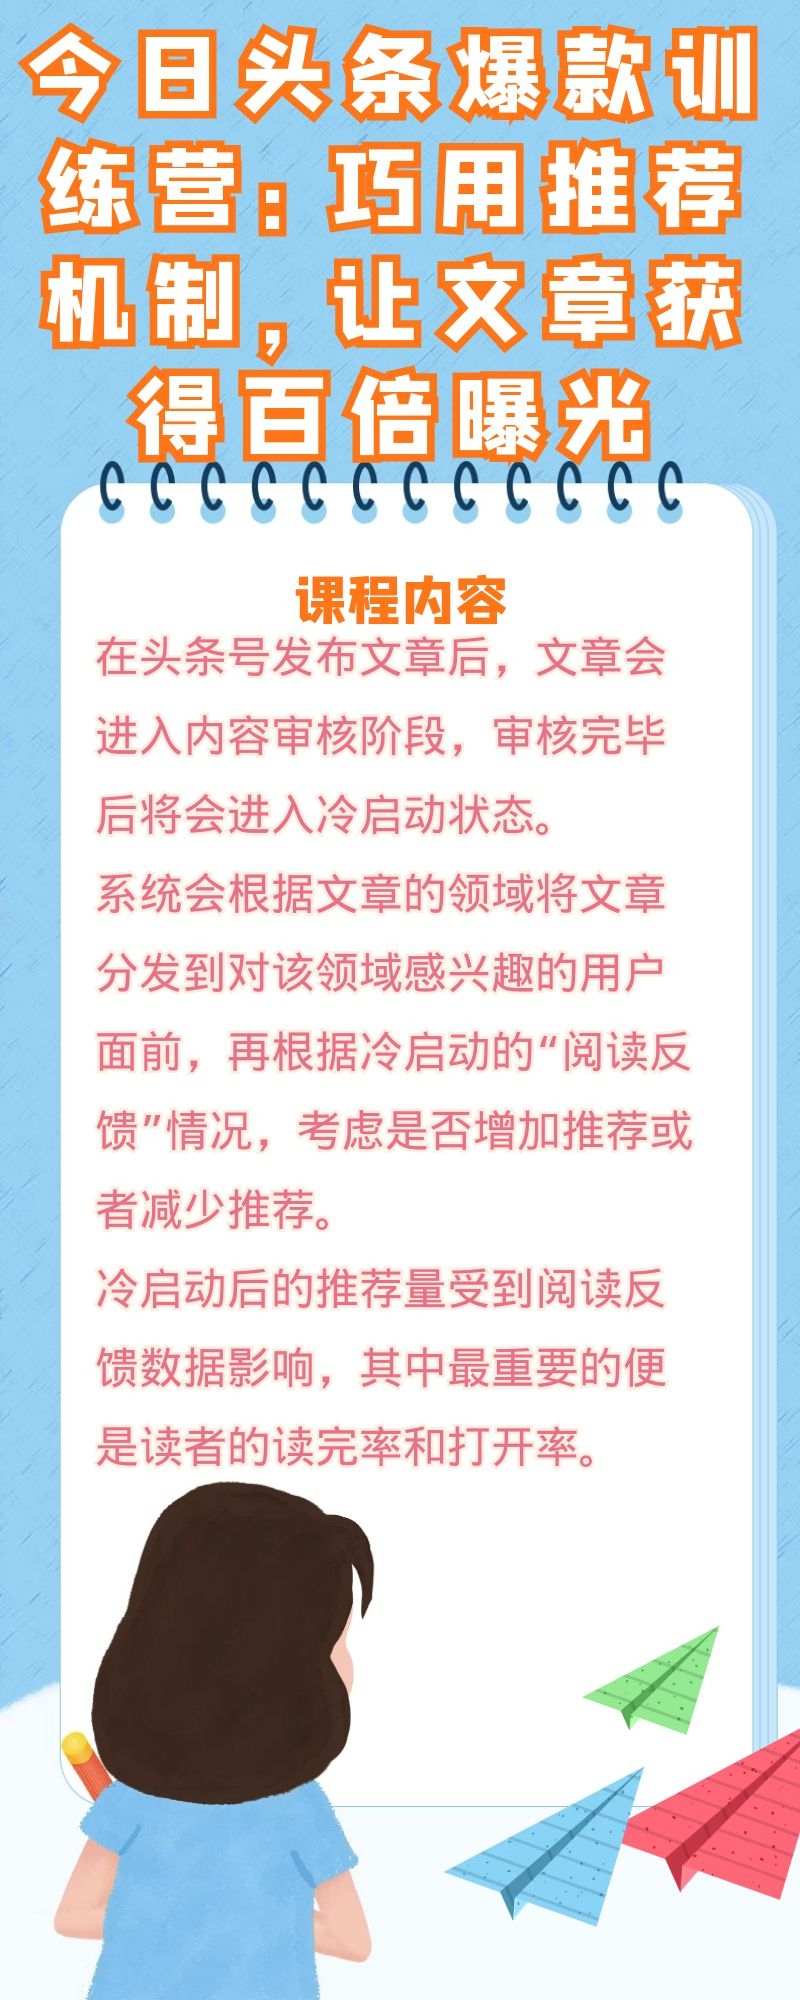 今日头条爆款训
练营：巧用推荐
机制，让文章获
得百倍曝光
课程内容
在头条号发布文章后，文章会
进入内容审核阶段，审核完毕
后将会进入冷启动状态。
系统会根据文章的领域将文章
分发到对该领域感兴趣的用户
面前，再根据冷启动的“阅读反
馈”情况，考虑是否增加推荐或
者减少推荐。
冷启动后的推荐量受到阅读反
馈数据影响，其中最重要的便
是读者的读完率和打开率。